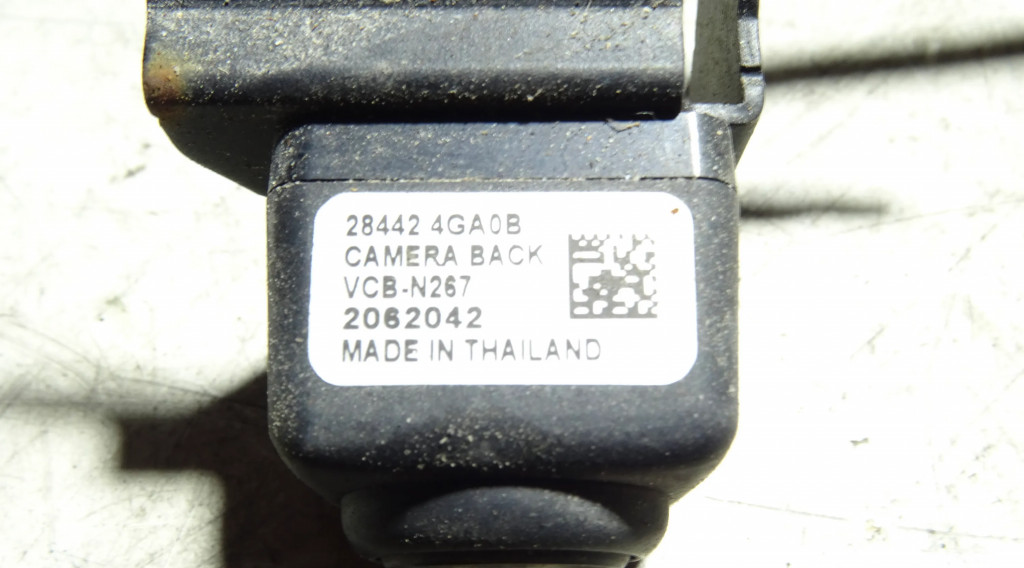 28442 4GA0B
CAMERA BACK
VCB-N267
2062042
MADE IN THAILAND